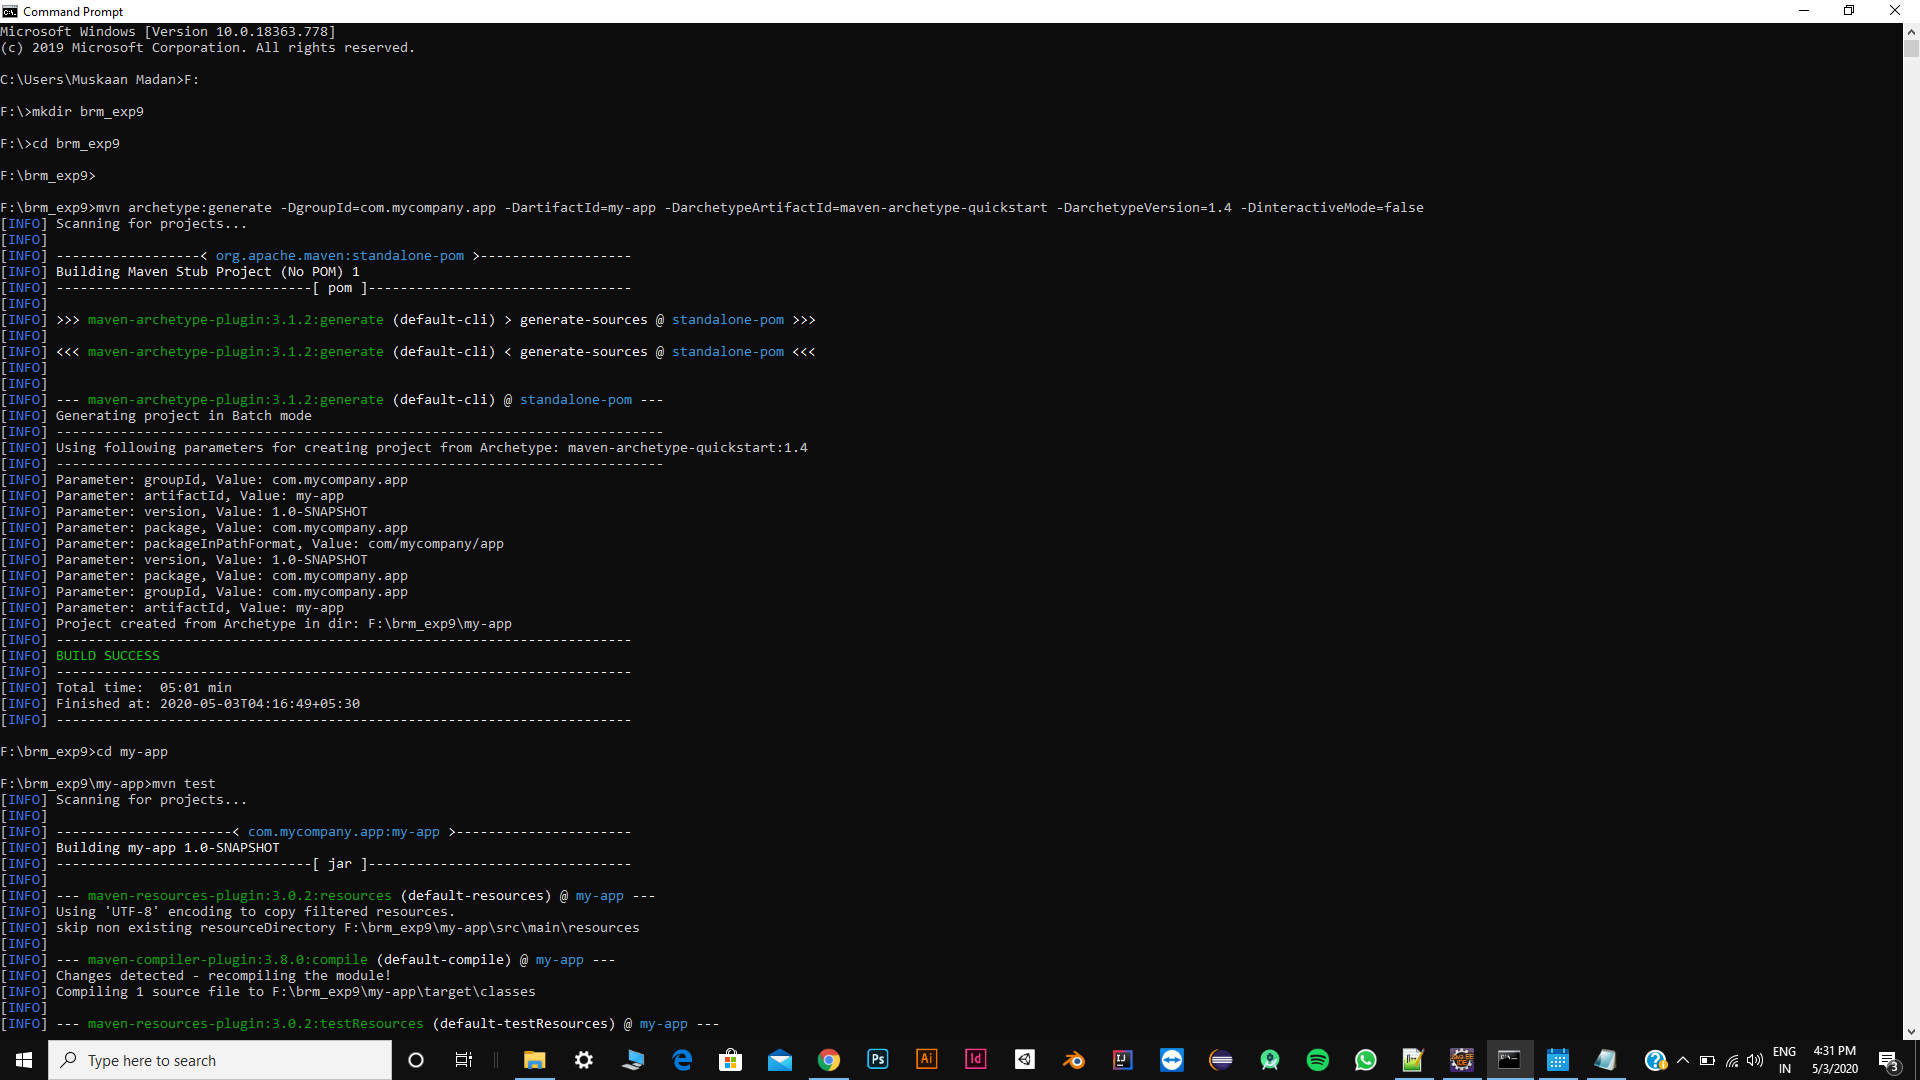 Command Prompt
Microsoft Windows [Version 10.0.18363.778]
(c) 2019 Microsoft Corporation. All rights reserved.
C:\Users\Muskaan Madan>F:
F:\>mkdir brm_exp9
F:\>cd brm_exp9
F:\brm_exp9>
F:\brm_exp9>mvn archetype:generate -DgroupId=com.mycompany.app -DartifactId=my-app -DarchetypeArtifactId=maven-archetype-quickstart -DarchetypeVersion=1.4 -DinteractiveMode=false
[INFO] Scanning for projects...
[INFO]
[INFO] ------------------< org.apache.maven:standalone-pom >-------------------
[INFO] Building Maven Stub Project (No POM) 1
[INFO] --------------------------------[ pom ]---------------------------------
[INFO]
[INFO] >>> maven-archetype-plugin:3.1.2:generate (default-cli) > generate-sources @ standalone-pom >>>
[INFO]
[INFO] <<< maven-archetype-plugin:3.1.2:generate (default-cli) < generate-sources @ standalone-pom <<<
[INFO]
[INFO]
[INFO] --- maven-archetype-plugin:3.1.2:generate (default-cli) @ standalone-pom ---
[INFO] Generating project in Batch mode
[INFO] ----------------------------------------------------------------------------
[INFO] Using following parameters for creating project from Archetype: maven-archetype-quickstart:1.4
[INFO] ----------------------------------------------------------------------------
[INFO] Parameter: groupId, Value: com.mycompany.app
[INFO] Parameter: artifactId, Value: my-app
[INFO] Parameter: version, Value: 1.0-SNAPSHOT
[INFO] Parameter: package, Value: com.mycompany.app
[INFO] Parameter: packageInPathFormat, Value: com/mycompany/app
[INFO] Parameter: version, Value: 1.0-SNAPSHOT
[INFO] Parameter: package, Value: com.mycompany.app
[INFO] Parameter: groupId, Value: com.mycompany.app
[INFO] Parameter: artifactId, Value: my-app
[INFO] Project created from Archetype in dir: F:\brm_exp9\my-app
[INFO] ------------------------------------------------------------------------
[INFO] BUILD SUCCESS
[INFO] ------------------------------------------------------------------------
[INFO] Total time:  05:01 min
[INFO] Finished at: 2020-05-03T04:16:49+05:30
[INFO] ------------------------------------------------------------------------
F:\brm_exp9>cd my-app
F:\brm_exp9\my-app>mvn test
[INFO] Scanning for projects...
[INFO]
[INFO] ----------------------< com.mycompany.app:my-app >----------------------
[INFO] Building my-app 1.0-SNAPSHOT
[INFO] --------------------------------[ jar ]---------------------------------
[INFO]
[INFO] --- maven-resources-plugin:3.0.2:resources (default-resources) @ my-app ---
[INFO] Using 'UTF-8' encoding to copy filtered resources.
[INFO] skip non existing resourceDirectory F:\brm_exp9\my-app\src\main\resources
[INFO]
[INFO] --- maven-compiler-plugin:3.8.0:compile (default-compile) @ my-app ---
[INFO] Changes detected - recompiling the module!
[INFO] Compiling 1 source file to F:\brm_exp9\my-app\target\classes
[INFO]
[INFO] --- maven-resources-plugin:3.0.2:testResources (default-testResources) @ my-app ---
Type here to search
Ps
Ai
Id
IJ
ENG
IN
4:31 PM
5/3/2020
3